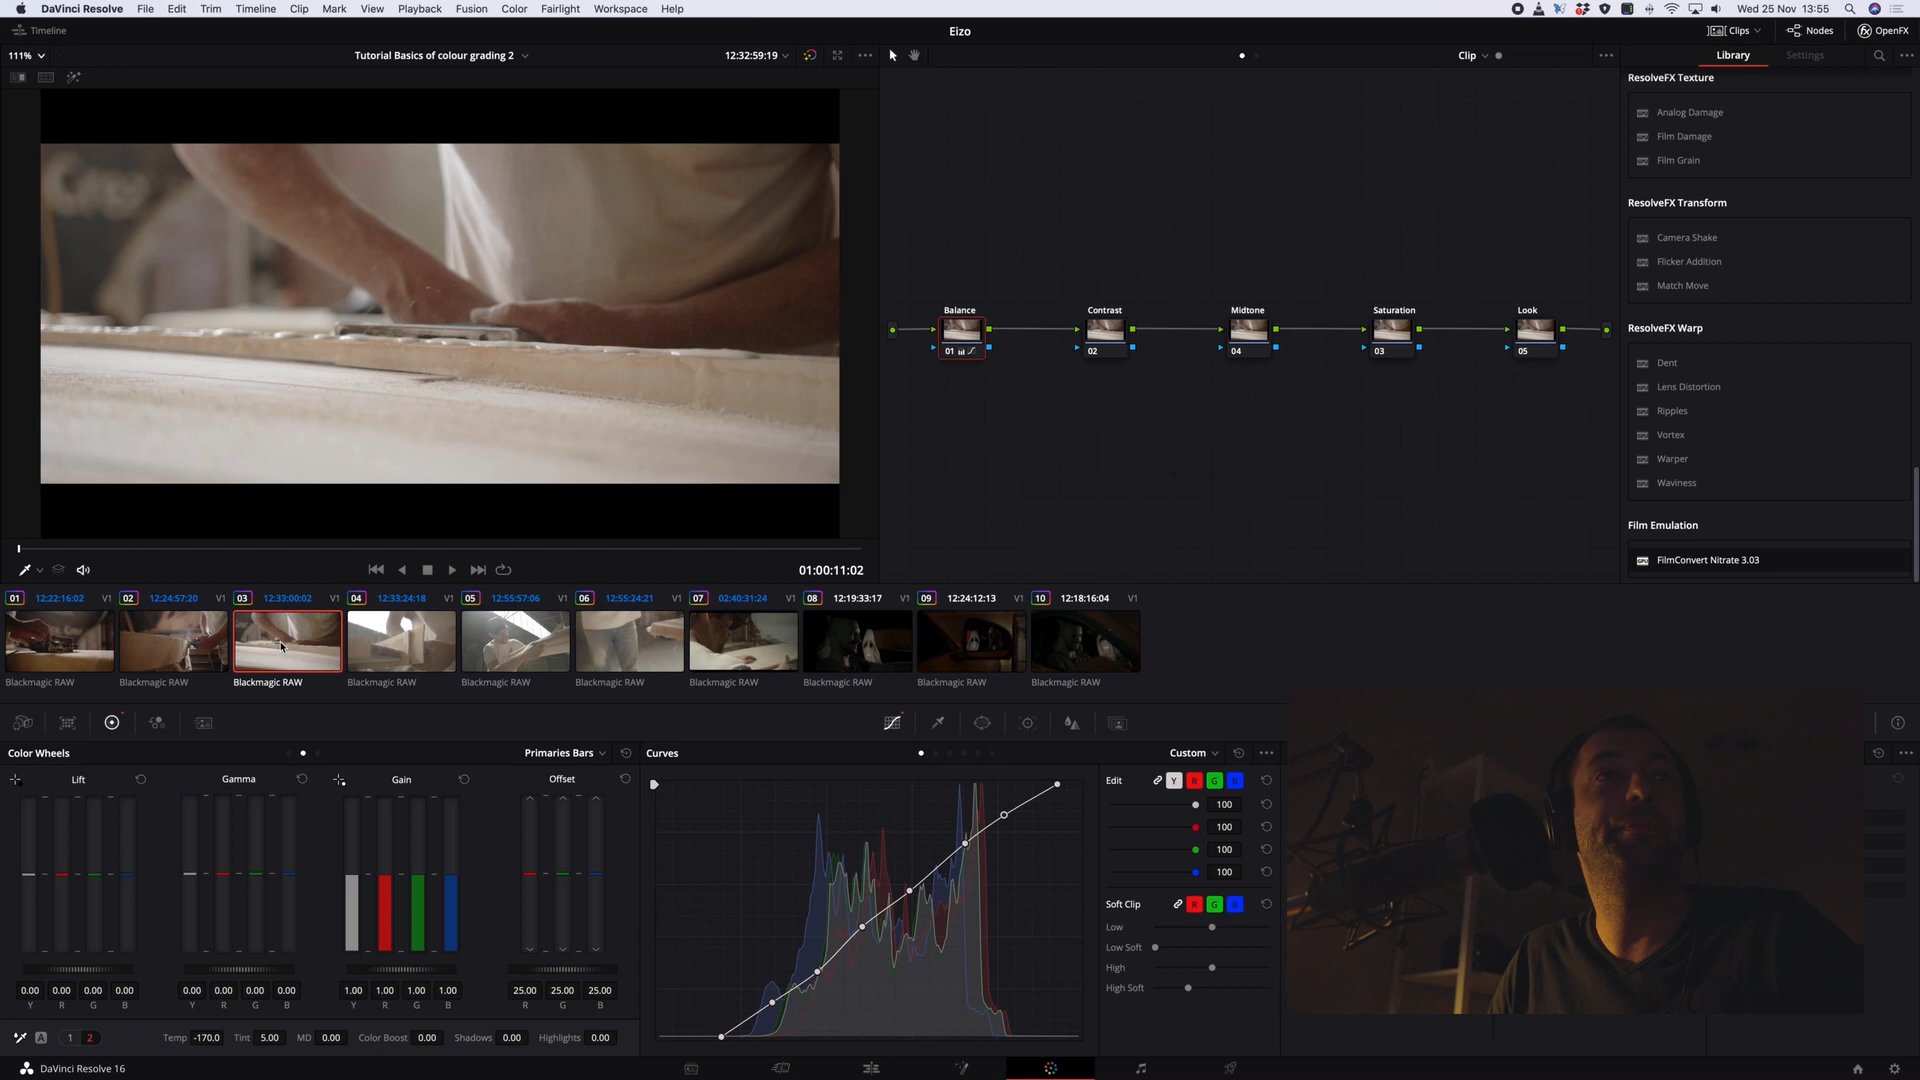 DaVinci Resolve File Edit Trim Timeline Clip Mark View Playback Fusion Color Fairlight Workspace Help Wed 25 Nov 13:55
Timeline Eizo Clips Nodes OpenFX
111% Tutorial Basics of colour grading 2 12:32:59:19 Clip Library Settings
ResolveFX Texture
Analog Damage
Film Damage
Film Grain
ResolveFX Transform
Camera Shake
Flicker Addition
Match Move
ResolveFX Warp
Dent
Lens Distortion
Ripples
Vortex
Warper
Waviness
Film Emulation
FilmConvert Nitrate 3.03
Balance Contrast Midtone Saturation Look
01 02 04 03 05
01:00:11:02
01 12:22:16:02 V1 02 12:24:57:20 V1 03 12:33:00:02 V1 04 12:33:24:18 V1 05 12:55:57:06 V1 06 12:55:24:21 V1 07 02:40:31:24 V1 08 12:19:33:17 V1 09 12:24:12:13 V1 10 12:18:16:04 V1
Blackmagic RAW Blackmagic RAW Blackmagic RAW Blackmagic RAW Blackmagic RAW Blackmagic RAW Blackmagic RAW Blackmagic RAW Blackmagic RAW Blackmagic RAW
Color Wheels Primaries Bars
Lift Gamma Gain Offset
0.00 0.00 0.00 0.00 0.00 0.00 0.00 0.00 1.00 1.00 1.00 1.00 25.00 25.00 25.00
Y R G B Y R G B Y R G B R G B
A 1 2 Temp -170.0 Tint 5.00 MD 0.00 Color Boost 0.00 Shadows 0.00 Highlights 0.00
Curves Custom
Edit Y R G B
100
100
100
100
Soft Clip R G B
Low
Low Soft
High
High Soft
DaVinci Resolve 16